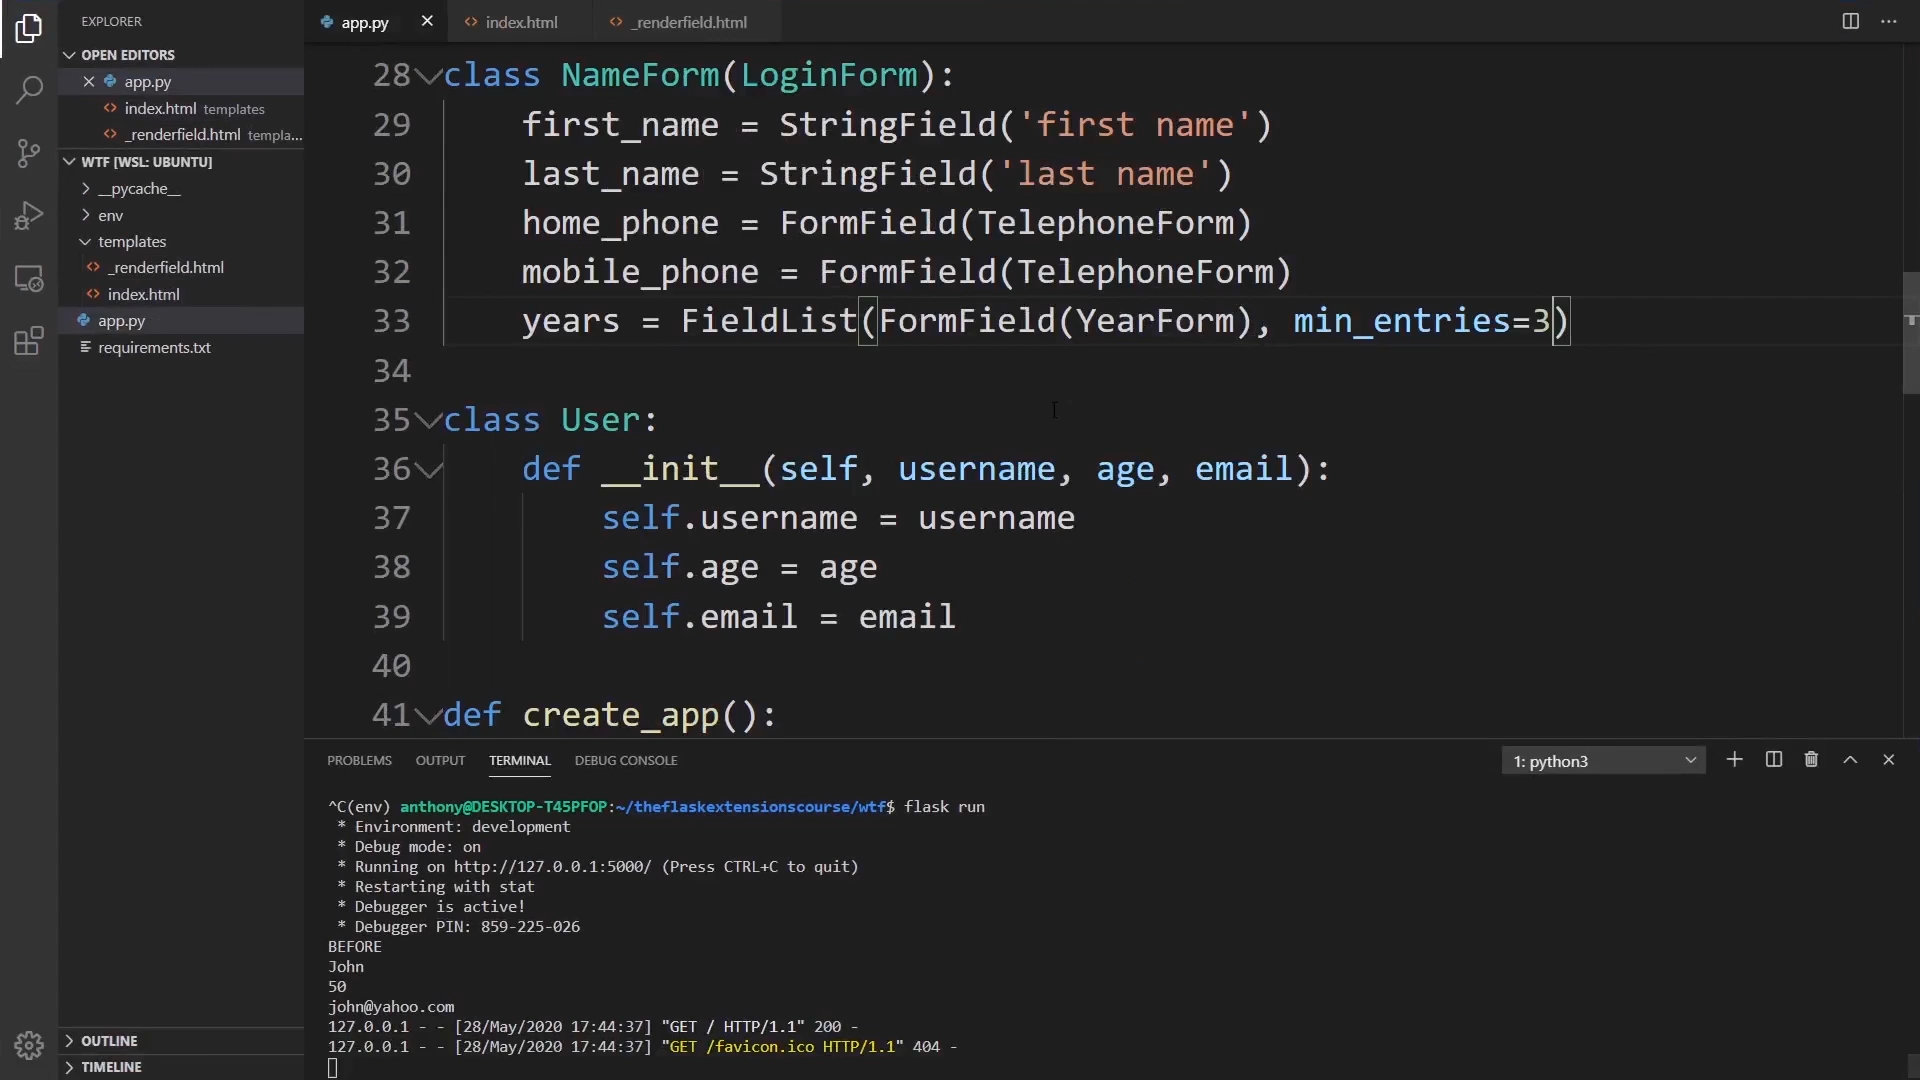 EXPLORER
OPEN EDITORS
app.py
index.html templates
_renderfield.html templa...
WTF [WSL: UBUNTU]
__pycache__
env
templates
_renderfield.html
index.html
app.py
requirements.txt
OUTLINE
TIMELINE
app.py
index.html
_renderfield.html
28 class NameForm(LoginForm):
29 first_name = StringField('first name')
30 last_name = StringField('last name')
31 home_phone = FormField(TelephoneForm)
32 mobile_phone = FormField(TelephoneForm)
33 years = FieldList(FormField(YearForm), min_entries=3)
34
35 class User:
36 def __init__(self, username, age, email):
37 self.username = username
38 self.age = age
39 self.email = email
40
41 def create_app():
PROBLEMS OUTPUT TERMINAL DEBUG CONSOLE
1: python3
^C(env) anthony@DESKTOP-T45PFOP:~/theflaskextensionscourse/wtf$ flask run
* Environment: development
* Debug mode: on
* Running on http://127.0.0.1:5000/ (Press CTRL+C to quit)
* Restarting with stat
* Debugger is active!
* Debugger PIN: 859-225-026
BEFORE
John
50
john@yahoo.com
127.0.0.1 - - [28/May/2020 17:44:37] "GET / HTTP/1.1" 200 -
127.0.0.1 - - [28/May/2020 17:44:37] "GET /favicon.ico HTTP/1.1" 404 -